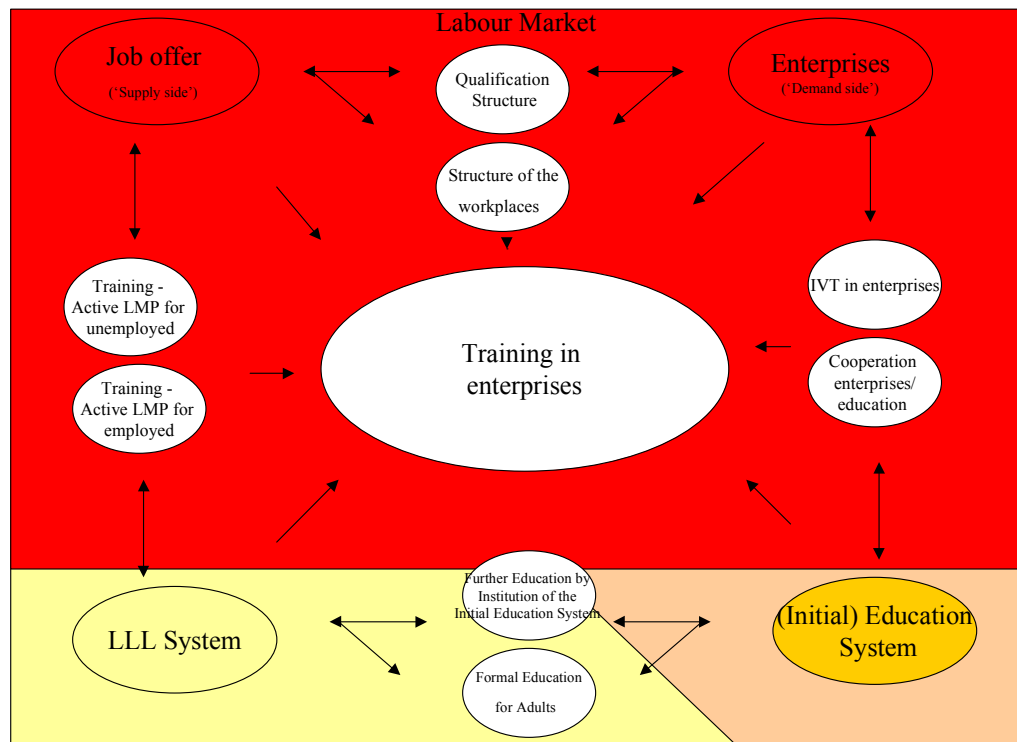 Labour Market
Job offer
(‘Supply side’)
Qualification
Structure
Enterprises
(‘Demand side’)
Structure of the
workplaces
Training -
Active LMP for
unemployed
Training -
Active LMP for
employed
Training in
enterprises
IVT in enterprises
Cooperation
enterprises/
education
LLL System
Further Education by
Institution of the
Initial Education System
Formal Education
for Adults
(Initial) Education
System